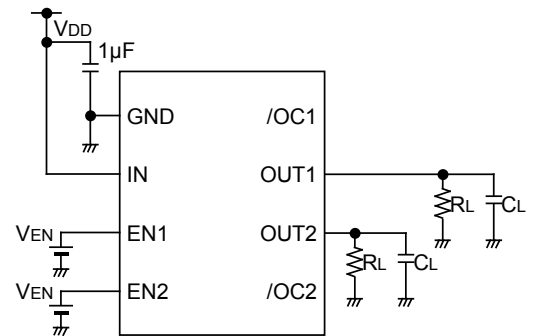 VDD
1µF
GND /OC1
IN OUT1
RL CL
VEN EN1 OUT2
RL CL
VEN EN2 /OC2